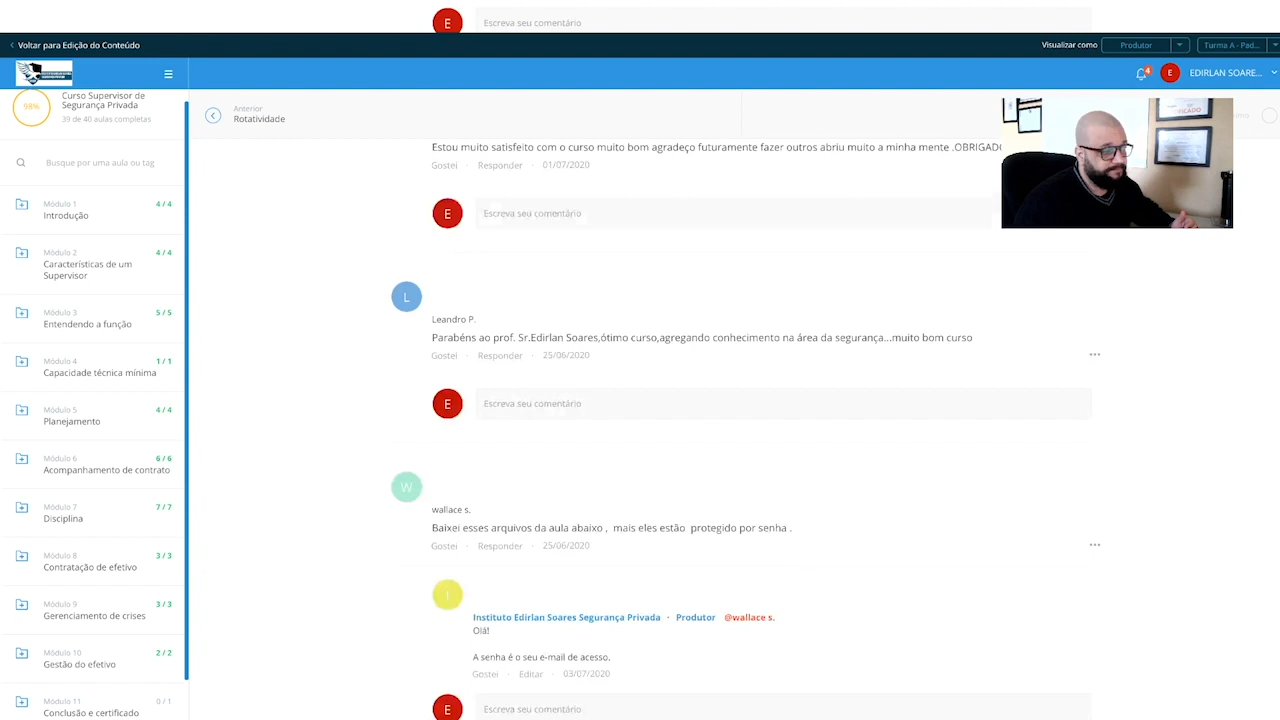 E
Escreva seu comentário
Voltar para Edição do Conteúdo
Visualizar como
Produtor
Turma A - Pad...
4
E
EDIRLAN SOARE...
98%
Curso Supervisor de
Segurança Privada
39 de 40 aulas completas
Anterior
Rotatividade
Busque por uma aula ou tag
Módulo 1
4 / 4
Introdução
Módulo 2
4 / 4
Características de um
Supervisor
Módulo 3
5 / 5
Entendendo a função
Módulo 4
1 / 1
Capacidade técnica mínima
Módulo 5
4 / 4
Planejamento
Módulo 6
6 / 6
Acompanhamento de contrato
Módulo 7
7 / 7
Disciplina
Módulo 8
3 / 3
Contratação de efetivo
Módulo 9
3 / 3
Gerenciamento de crises
Módulo 10
2 / 2
Gestão do efetivo
Módulo 11
0 / 1
Conclusão e certificado
Estou muito satisfeito com o curso muito bom agradeço futuramente fazer outros abriu muito a minha mente .OBRIGADO
Gostei · Responder · 01/07/2020
E
Escreva seu comentário
L
Leandro P.
Parabéns ao prof. Sr.Edirlan Soares,ótimo curso,agregando conhecimento na área da segurança...muito bom curso
Gostei · Responder · 25/06/2020
E
Escreva seu comentário
W
wallace s.
Baixei esses arquivos da aula abaixo , mais eles estão protegido por senha .
Gostei · Responder · 25/06/2020
I
Instituto Edirlan Soares Segurança Privada · Produtor @wallace s.
Olá!
A senha é o seu e-mail de acesso.
Gostei · Editar · 03/07/2020
E
Escreva seu comentário